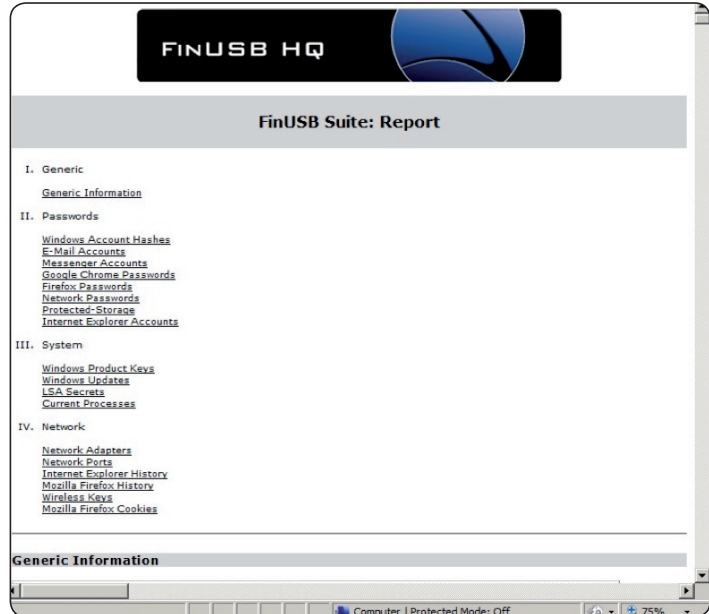 FINUSB HQ
FinUSB Suite: Report
I. Generic
Generic Information
II. Passwords
Windows Account Hashes
E-Mail Accounts
Messenger Accounts
Google Chrome Passwords
Firefox Passwords
Network Passwords
Protected-Storage
Internet Explorer Accounts
III. System
Windows Product Keys
Windows Updates
LSA Secrets
Current Processes
IV. Network
Network Adapters
Network Ports
Internet Explorer History
Mozilla Firefox History
Wireless Keys
Mozilla Firefox Cookies
Generic Information
Computer | Protected Mode: Off
75%